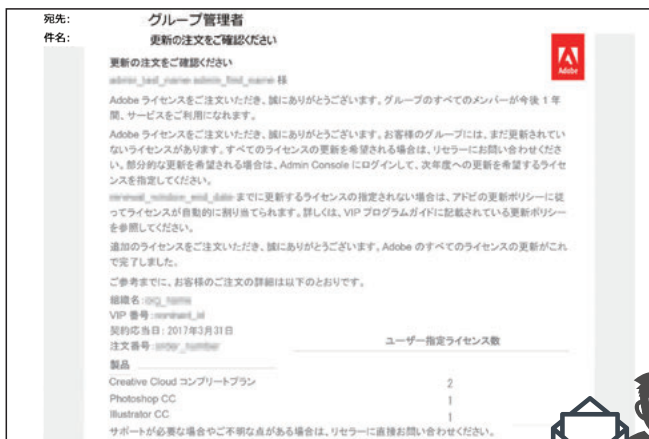 宛先: グループ管理者
件名: 更新の注文をご確認ください
Adobe
更新の注文をご確認ください
様
Adobe ライセンスをご注文いただき、誠にありがとうございます。グループのすべてのメンバーが今後 1 年
間、サービスをご利用になれます。
Adobe ライセンスをご注文いただき、誠にありがとうございます。お客様のグループには、まだ更新されてい
ないライセンスがあります。すべてのライセンスの更新を希望される場合は、リセラーにお問い合わせくださ
い。部分的な更新を希望される場合は、Admin Console にログインして、次年度への更新を希望するライセ
ンスを指定してください。
までに更新するライセンスの指定されない場合は、アドビの更新ポリシーに従
ってライセンスが自動的に割り当てられます。詳しくは、VIP プログラムガイドに記載されている更新ポリシー
を参照してください。
追加のライセンスをご注文いただき、誠にありがとうございます。Adobe のすべてのライセンスの更新がこれ
で完了しました。
ご参考までに、お客様のご注文の詳細は以下のとおりです。
組織名:
VIP 番号:
契約応当日: 2017年3月31日
注文番号:
ユーザー指定ライセンス数
製品
Creative Cloud コンプリートプラン 2
Photoshop CC 1
Illustrator CC 1
サポートが必要な場合やご不明な点がある場合は、リセラーに直接お問い合わせください。